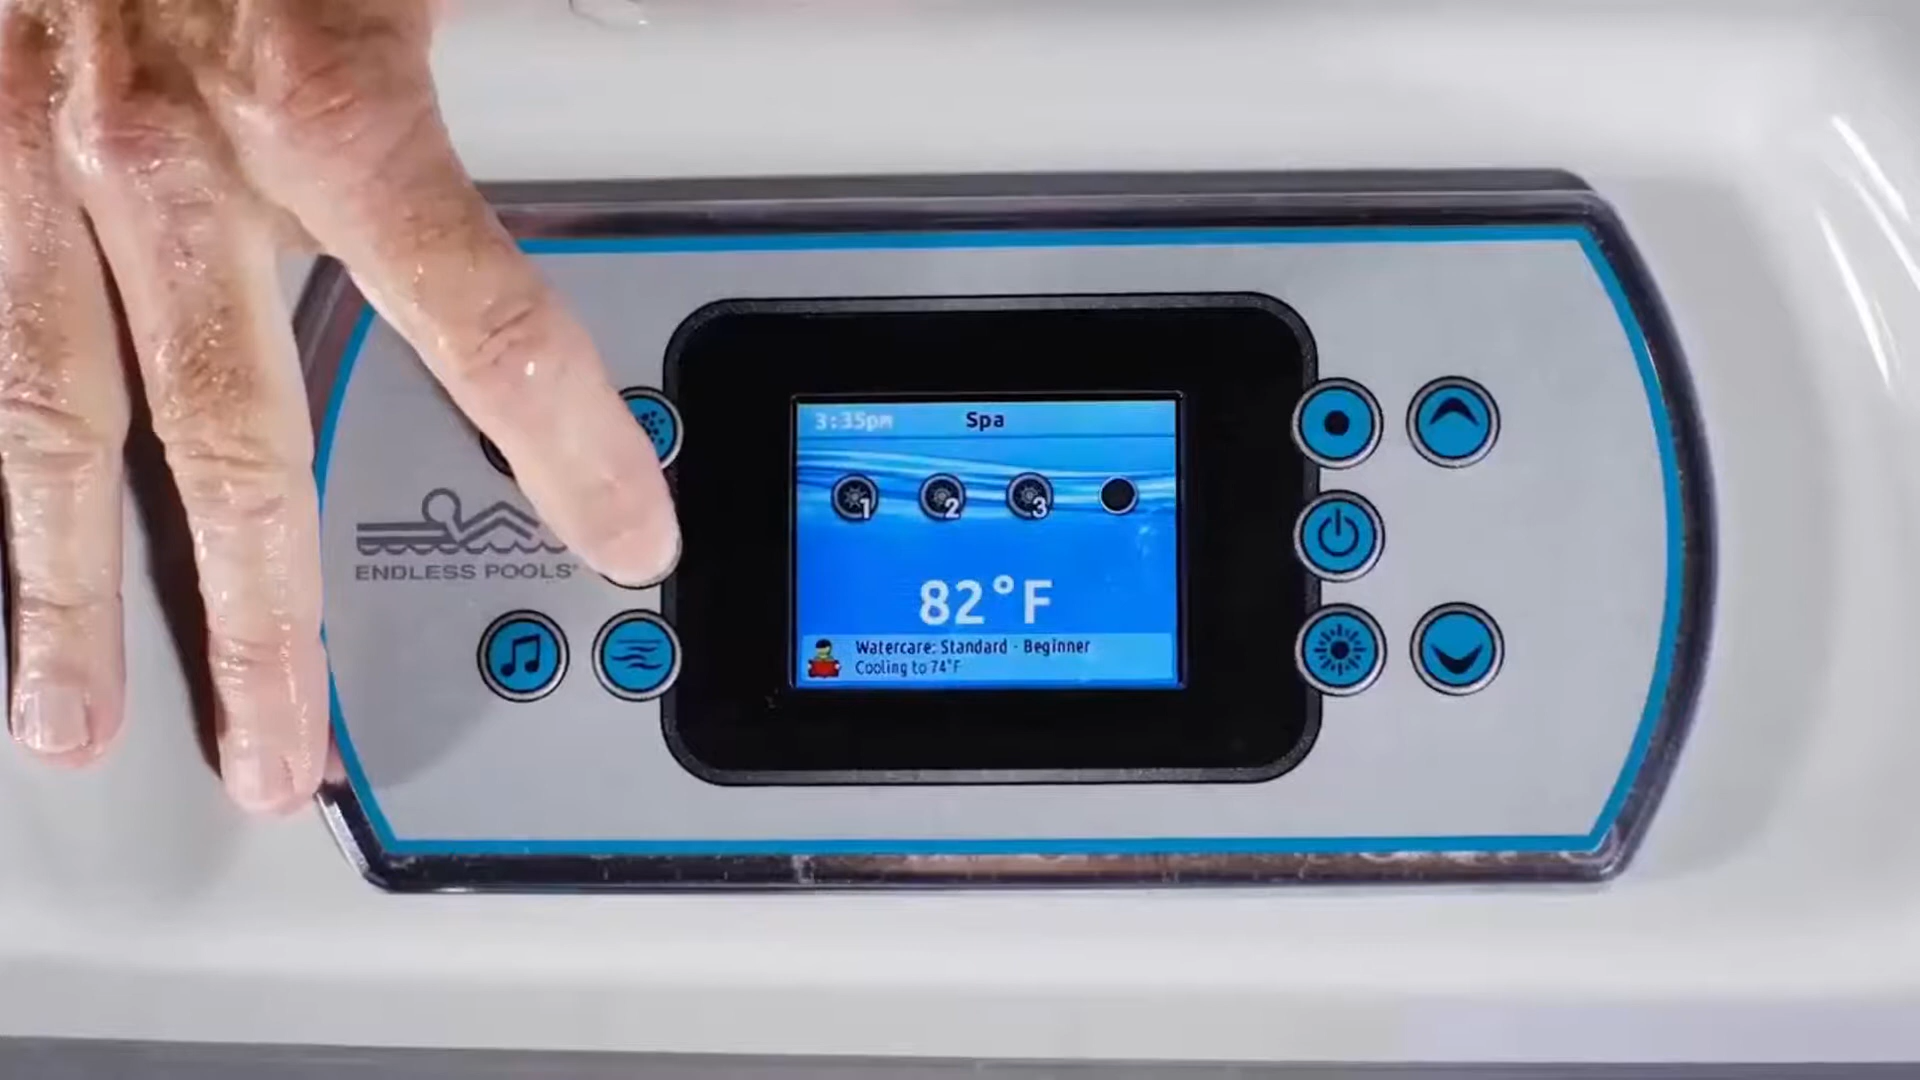 3:35pm Spa
1 2 3
82°F
Watercare: Standard - Beginner
Cooling to 74°F
ENDLESS POOLS®